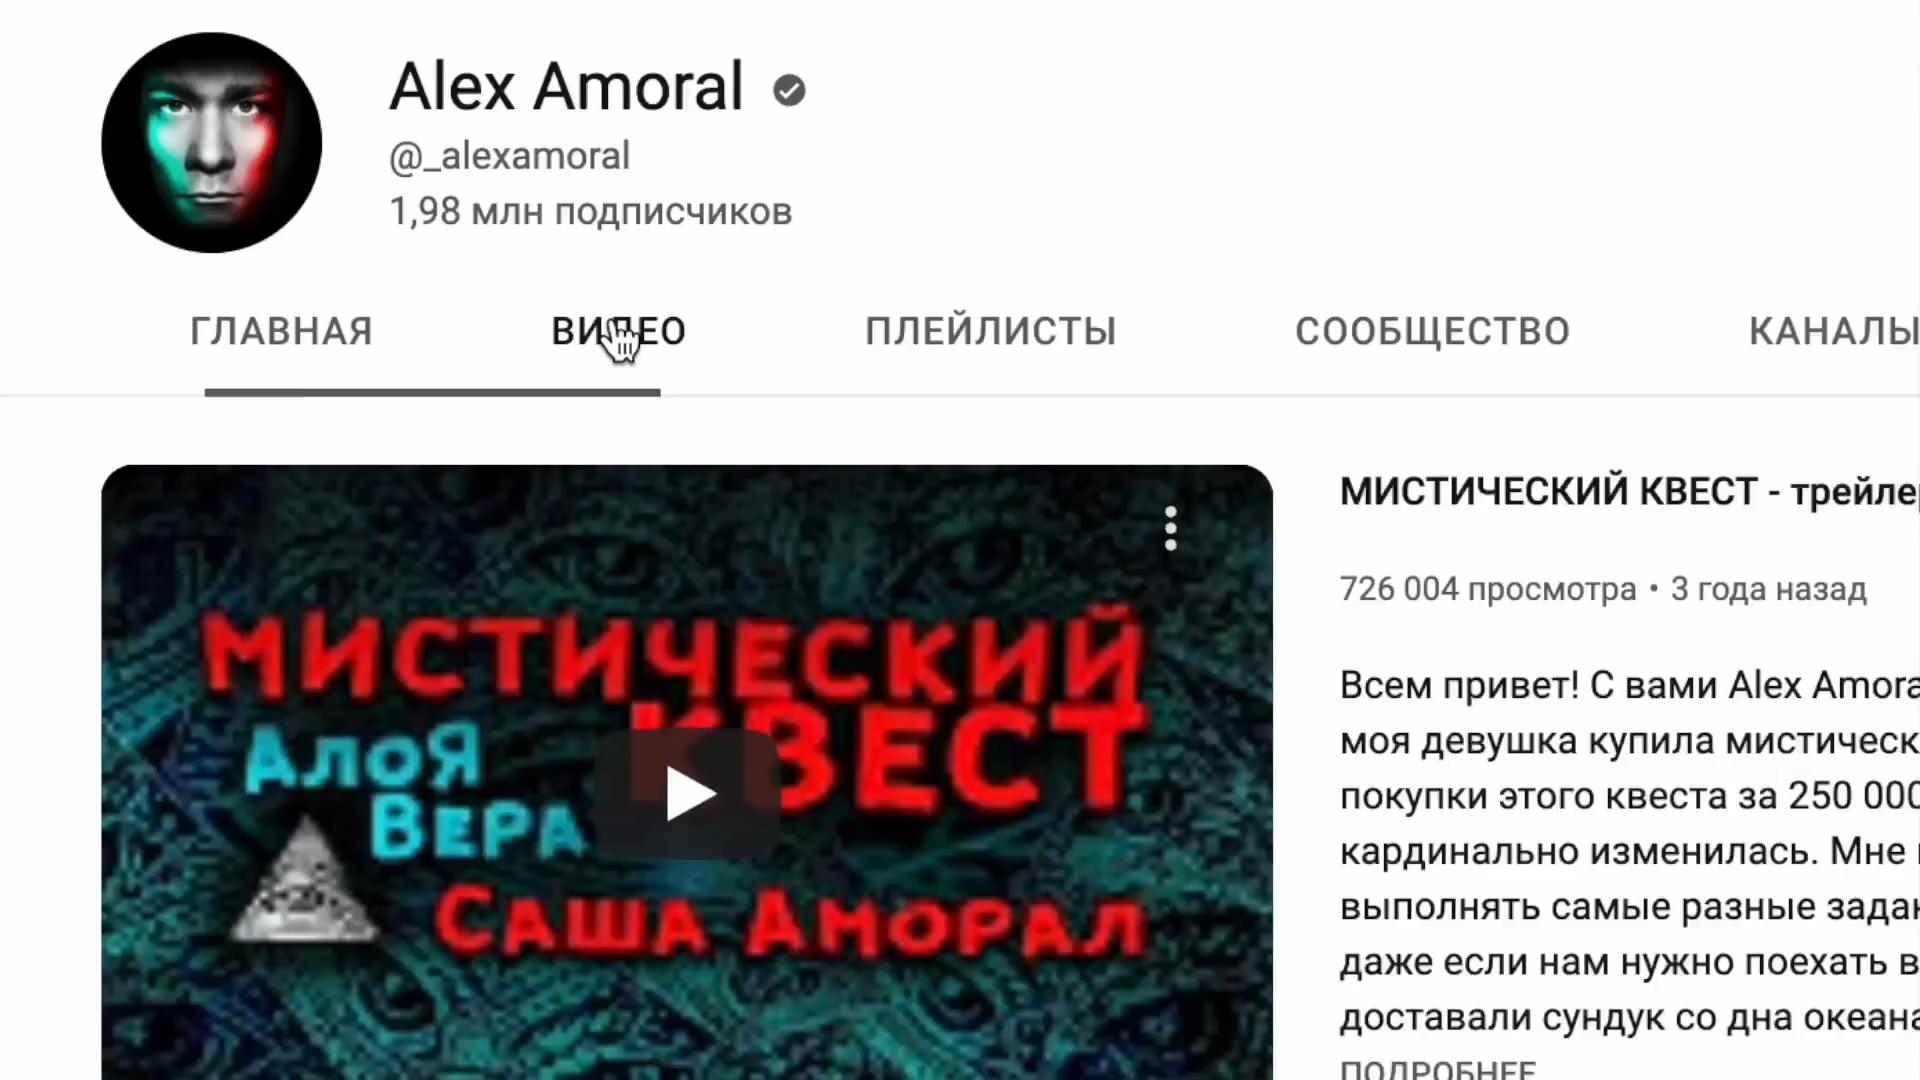 Alex Amoral
@_alexamoral
1,98 млн подписчиков
ГЛАВНАЯ ВИДЕО ПЛЕЙЛИСТЫ СООБЩЕСТВО КАНАЛЫ
МИСТИЧЕСКИЙ
КВЕСТ
АлоЯ
Вера
Саша Аморал
МИСТИЧЕСКИЙ КВЕСТ - трейле
726 004 просмотра • 3 года назад
Всем привет! С вами Alex Amora
моя девушка купила мистическ
покупки этого квеста за 250 000
кардинально изменилась. Мне
выполнять самые разные зада
даже если нам нужно поехать в
доставали сундук со дна океана
ПОДРОБНЕЕ